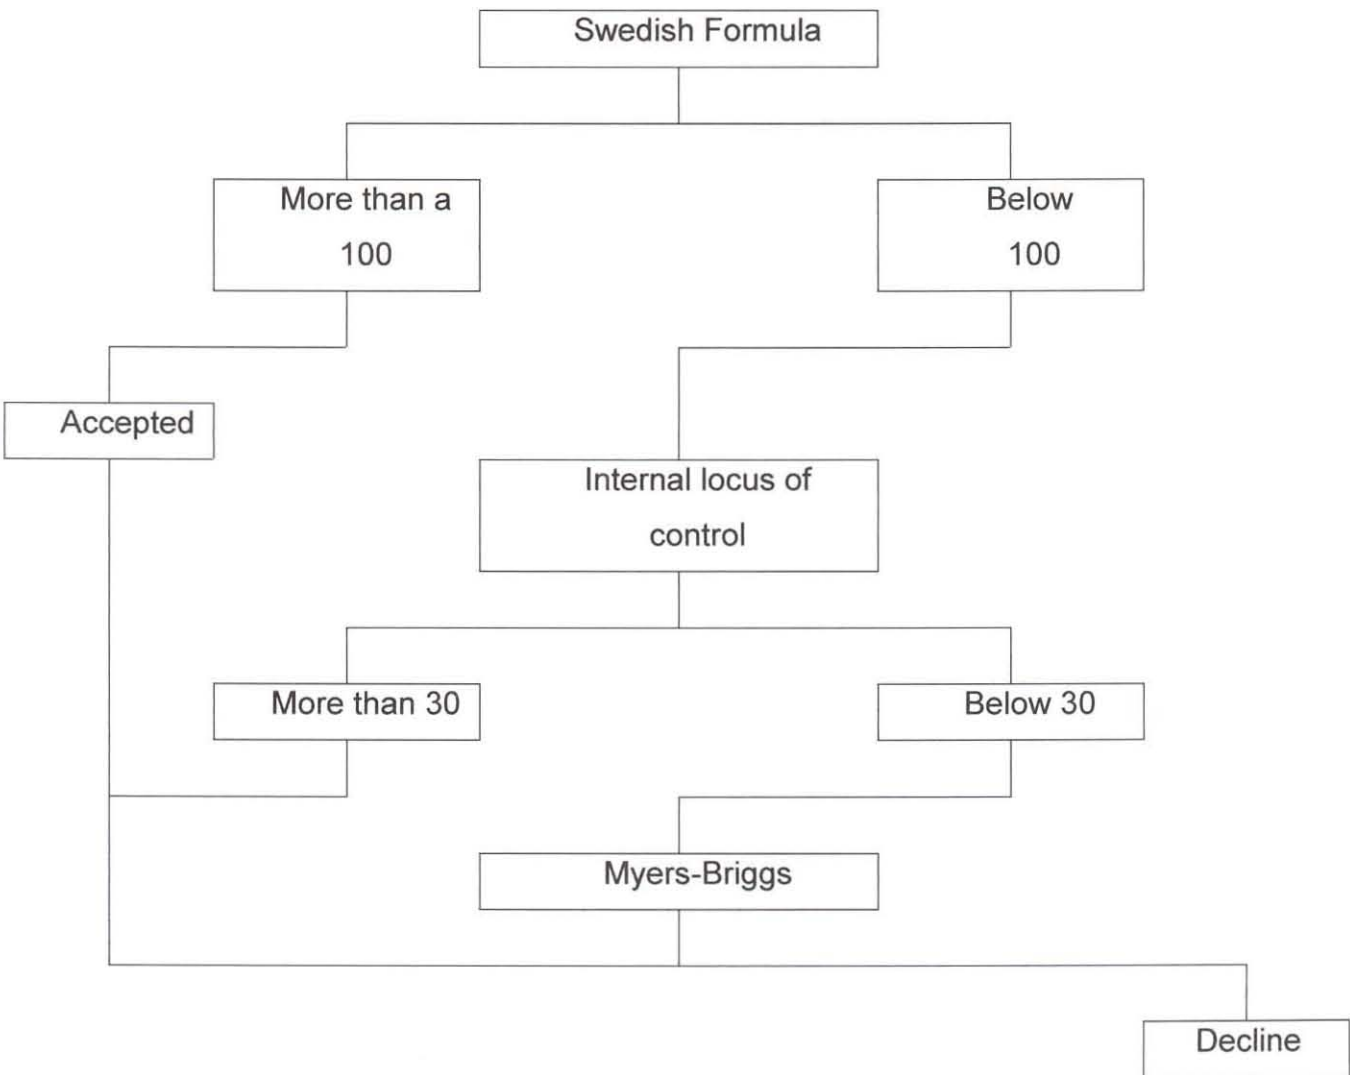 Swedish Formula
More than a
100
Below
100
Accepted
Internal locus of
control
More than 30
Below 30
Myers-Briggs
Decline